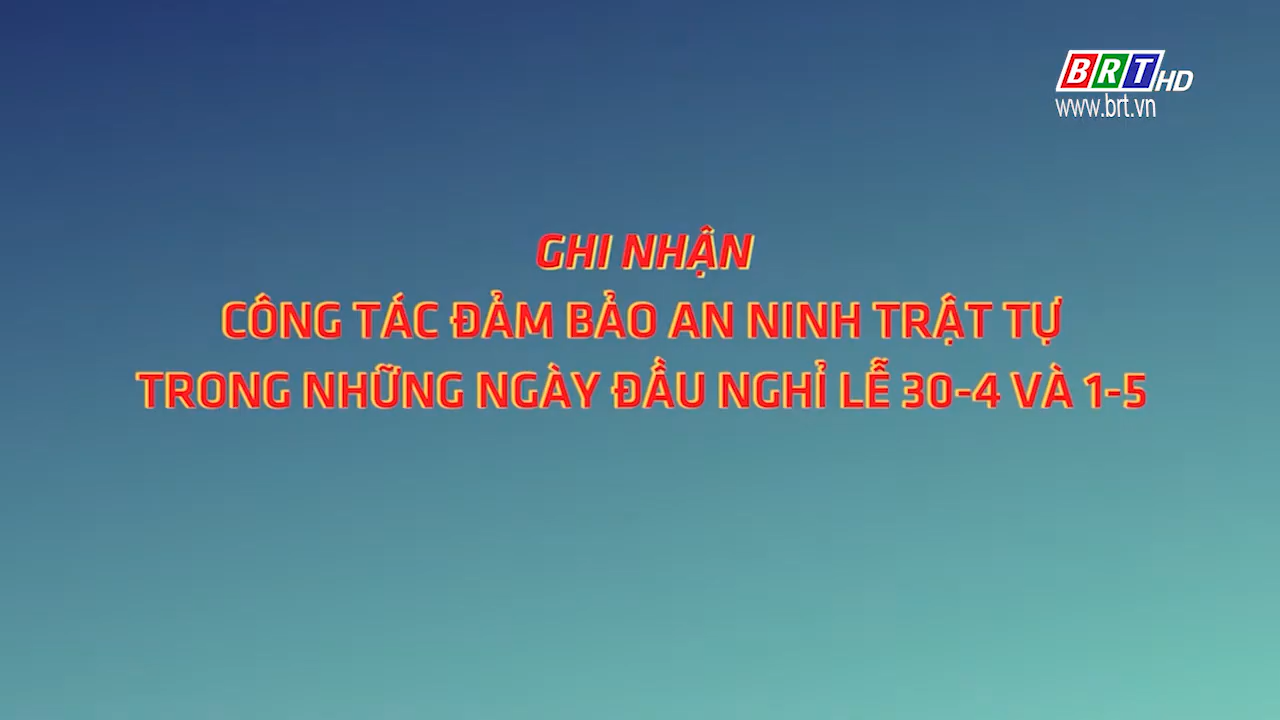 BRT HD
www.brt.vn
GHI NHẬN
CÔNG TÁC ĐẢM BẢO AN NINH TRẬT TỰ
TRONG NHỮNG NGÀY ĐẦU NGHỈ LỄ 30-4 VÀ 1-5